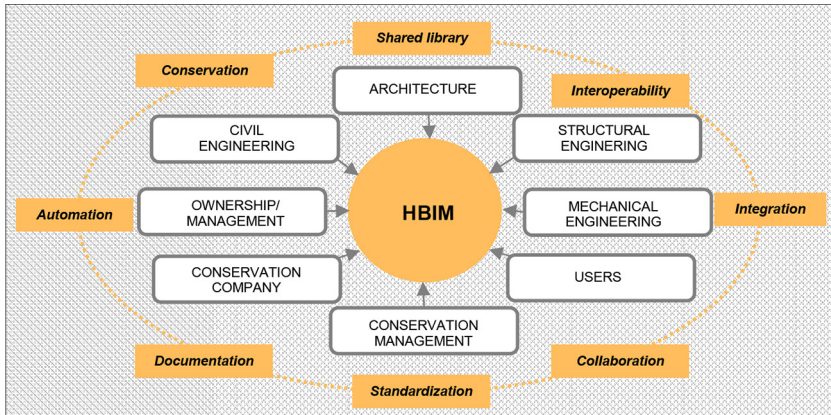 Shared library
Conservation
Interoperability
ARCHITECTURE
CIVIL
ENGINEERING
STRUCTURAL
ENGINERING
Automation
OWNERSHIP/
MANAGEMENT
HBIM
MECHANICAL
ENGINEERING
Integration
CONSERVATION
COMPANY
USERS
CONSERVATION
MANAGEMENT
Documentation
Collaboration
Standardization